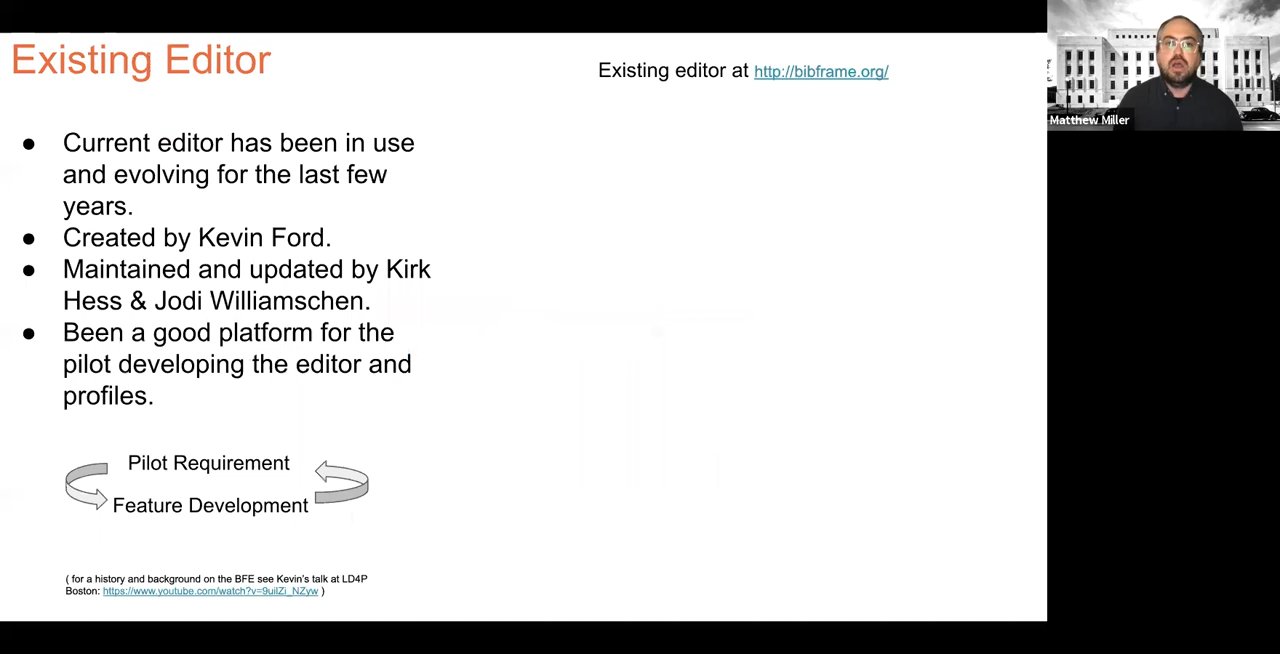 Existing Editor
Existing editor at http://bibframe.org/
Matthew Miller
● Current editor has been in use
and evolving for the last few
years.
● Created by Kevin Ford.
● Maintained and updated by Kirk
Hess & Jodi Williamschen.
● Been a good platform for the
pilot developing the editor and
profiles.
Pilot Requirement
Feature Development
( for a history and background on the BFE see Kevin's talk at LD4P
Boston: https://www.youtube.com/watch?v=9uiIZi_NZyw )